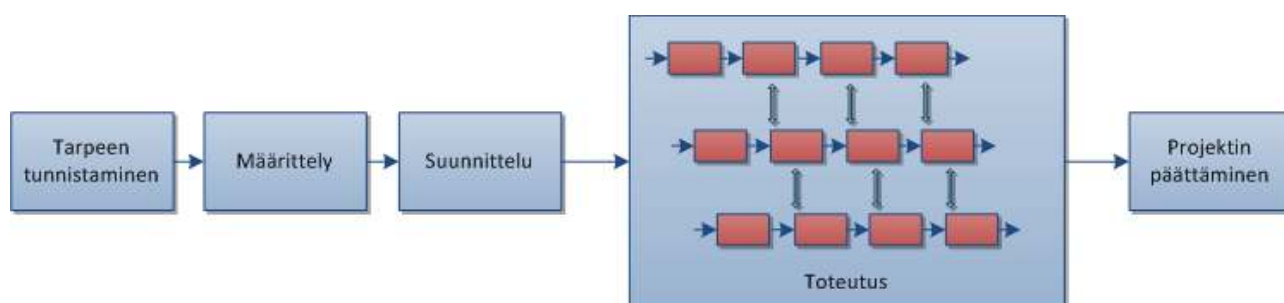 Tarpeen
tunnistaminen
Määrittely
Suunnittelu
Toteutus
Projektin
päättäminen